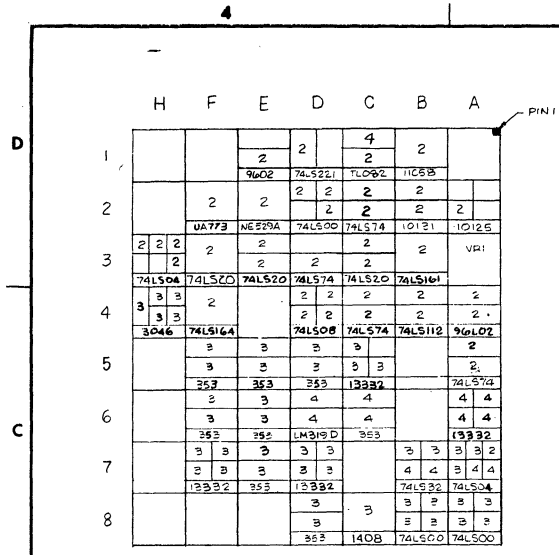 4
H F E D C B A
PIN 1
D
1
4
2 2 2 2
9602 74LS221 TL082 11C58
2
2 2 2 2 2 2
2 2 2 2
UA773 NE529A 74LS00 74LS74 10131 10125
3
2 2 2 2 2 2 2 VR1
2 2 2 2
74LS04 74LS20 74LS20 74LS74 74LS20 74LS161
4
3 3 3 2 2 2 2 2 2
3 3 2 2 2 2 2
3046 74LS164 74LS08 74LS74 74LS112 96L02
5
3 3 3 3 2
3 3 3 3 3 2
353 353 353 13332 74LS74
C
6
3 3 4 4 4 4
3 3 4 4 4 4
353 353 LM319D 353 13332
7
3 3 3 3 3 3 3 3 3 2
3 3 3 3 3 4 4 3 4 4
13332 353 13332 74LS32 74LS04
8
3 3 3 3 3 3
3 3 3 3 3
353 1408 74LS00 74LS00